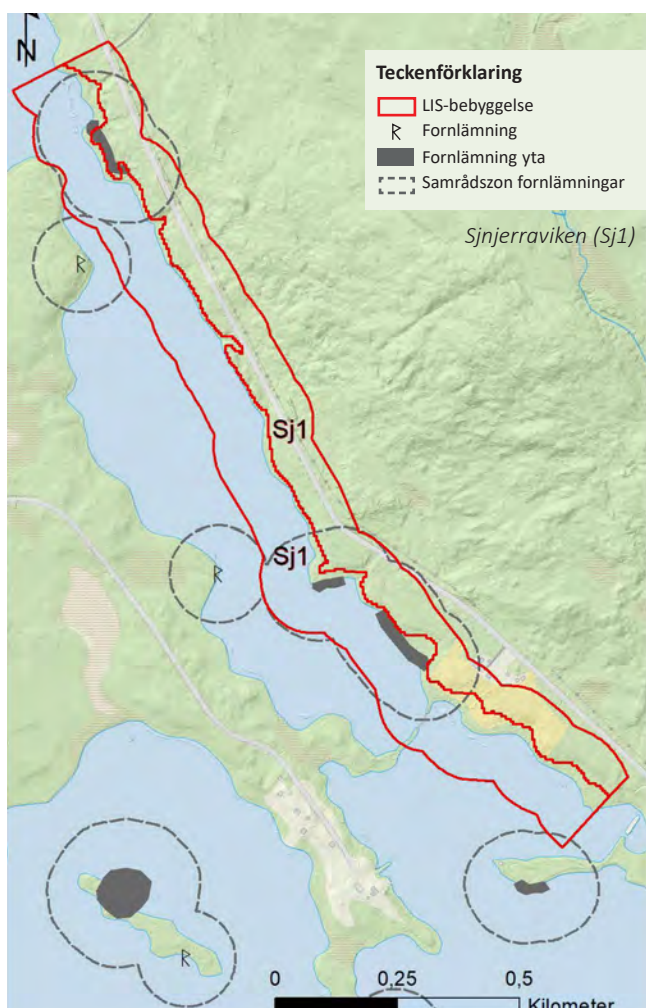 N
Teckenförklaring
LIS-bebyggelse
Fornlämning
Fornlämning yta
Samrådszon fornlämningar
Sjnjerraviken (Sj1)
Sj1
Sj1
0 0,25 0,5
Kilometer